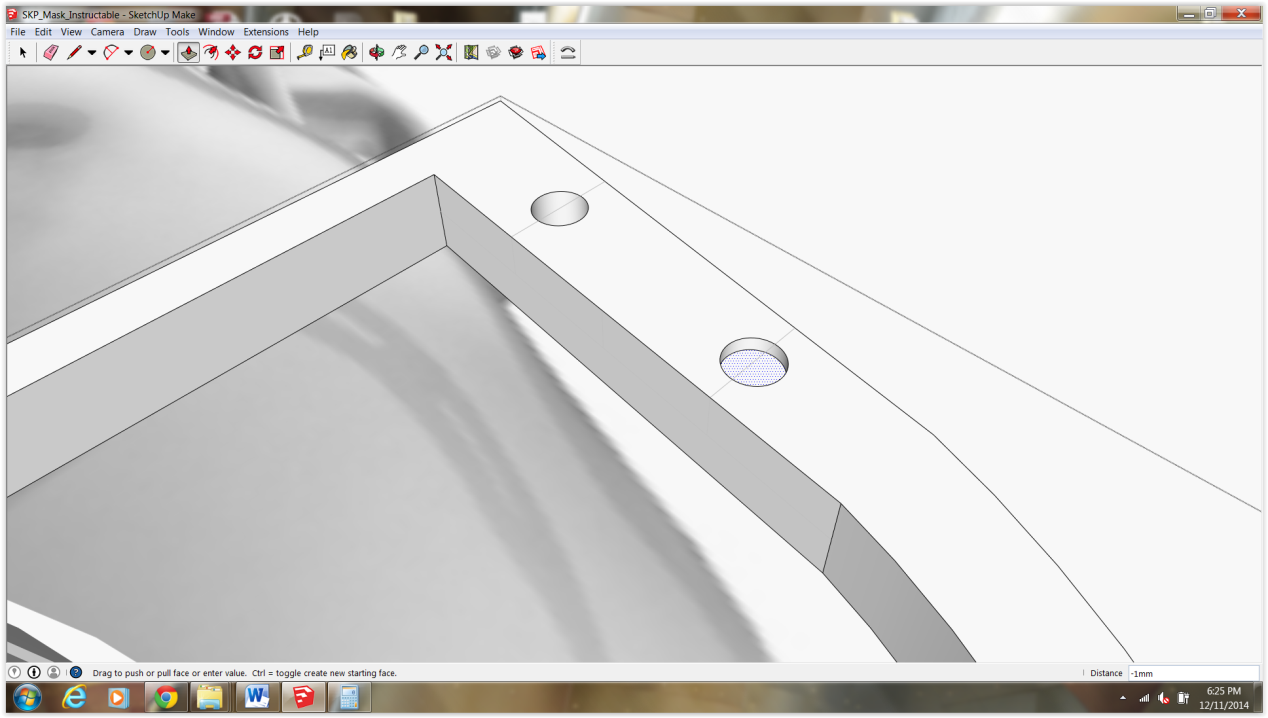 SKP_Mask_Instructable - SketchUp Make
File Edit View Camera Draw Tools Window Extensions Help
A1
Drag to push or pull face or enter value. Ctrl = toggle create new starting face.
Distance -1mm
6:25 PM
12/11/2014